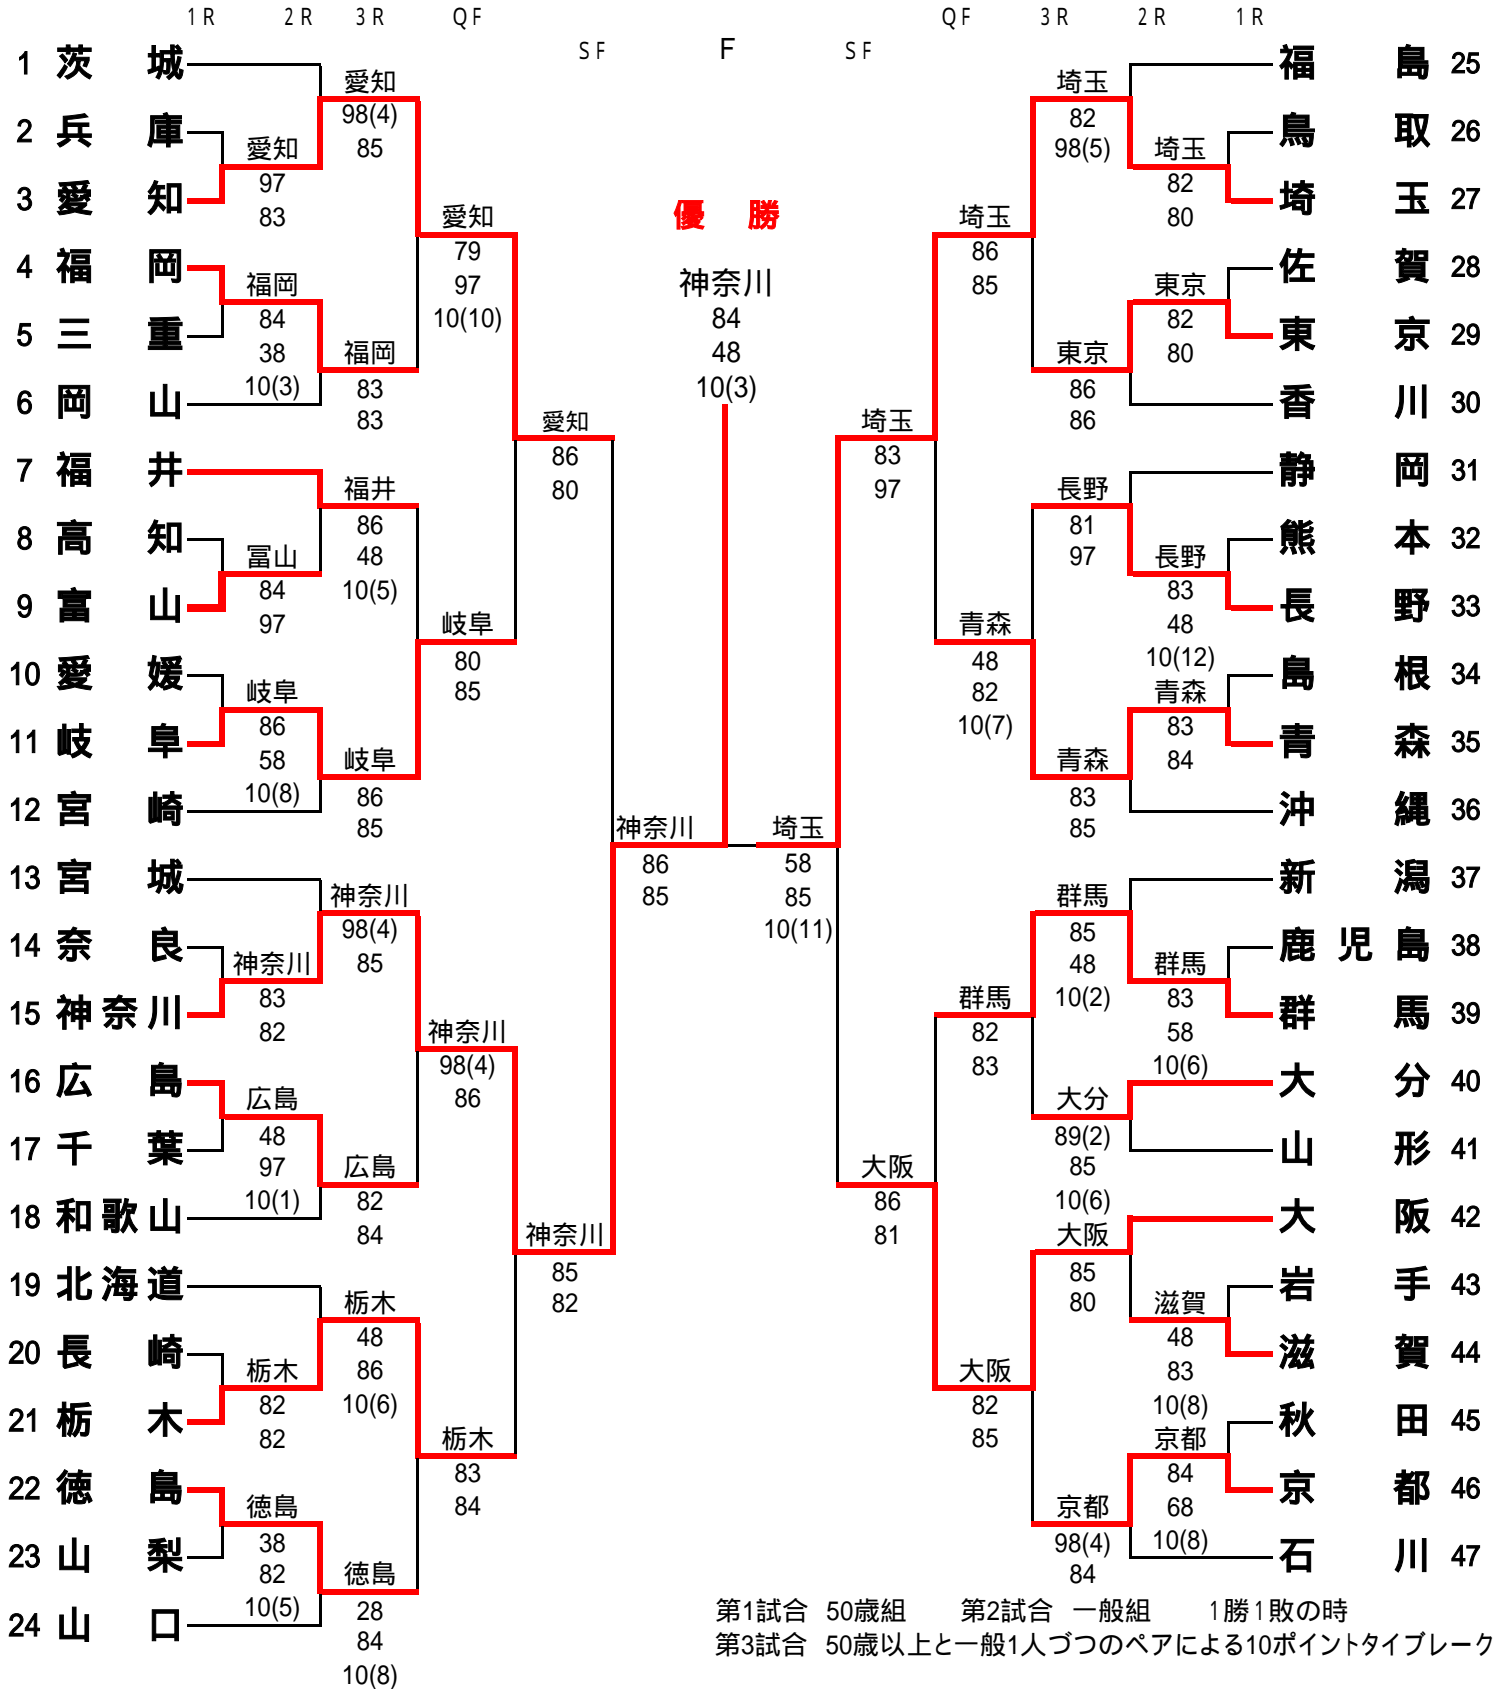 1R 2R 3R QF SF F SF QF 3R 2R 1R
1 茨城
2 兵庫
3 愛知
4 福岡
5 三重
6 岡山
7 福井
8 高知
9 富山
10 愛媛
11 岐阜
12 宮崎
13 宮城
14 奈良
15 神奈川
16 広島
17 千葉
18 和歌山
19 北海道
20 長崎
21 栃木
22 徳島
23 山梨
24 山口
愛知
97
83
福岡
84
38
10(3)
冨山
84
97
岐阜
86
58
10(8)
神奈川
83
82
広島
48
97
10(1)
栃木
82
82
徳島
38
82
10(5)
愛知
98(4)
85
福岡
83
83
福井
86
48
10(5)
岐阜
86
85
神奈川
98(4)
85
広島
82
84
栃木
48
86
10(6)
徳島
28
84
10(8)
愛知
79
97
10(10)
岐阜
80
85
神奈川
98(4)
86
栃木
83
84
愛知
86
80
神奈川
85
82
神奈川
86
85
優勝
神奈川
84
48
10(3)
埼玉
58
85
10(11)
埼玉
83
97
大阪
86
81
埼玉
86
85
青森
48
82
10(7)
群馬
82
83
大阪
82
85
埼玉
82
98(5)
東京
86
86
長野
81
97
青森
83
85
群馬
85
48
10(2)
大分
89(2)
85
10(6)
大阪
85
80
京都
98(4)
84
埼玉
82
80
東京
82
80
長野
83
48
10(12)
青森
83
84
群馬
83
58
10(6)
滋賀
48
83
10(8)
京都
84
68
10(8)
福島 25
鳥取 26
埼玉 27
佐賀 28
東京 29
香川 30
静岡 31
熊本 32
長野 33
島根 34
青森 35
沖縄 36
新潟 37
鹿児島 38
群馬 39
大分 40
山形 41
大阪 42
岩手 43
滋賀 44
秋田 45
京都 46
石川 47
第1試合 50歳組 第2試合 一般組 1勝1敗の時
第3試合 50歳以上と一般1人づつのペアによる10ポイントタイブレーク